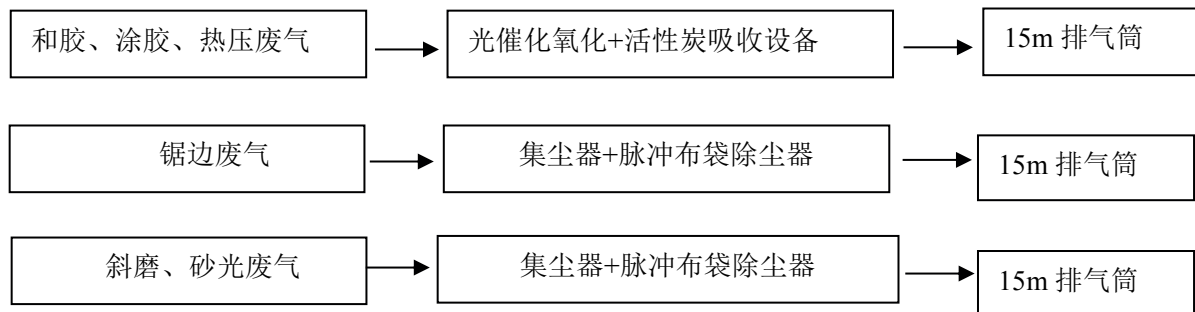 和胶、涂胶、热压废气
光催化氧化+活性炭吸收设备
15m 排气筒
锯边废气
集尘器+脉冲布袋除尘器
15m 排气筒
斜磨、砂光废气
集尘器+脉冲布袋除尘器
15m 排气筒